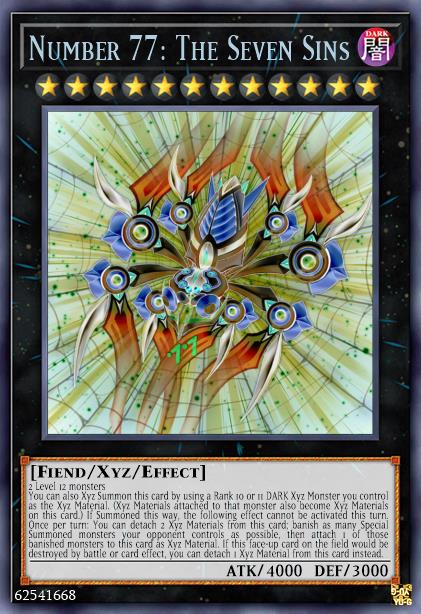 Number 77: The Seven Sins
DARK
闇
77
[Fiend/Xyz/Effect]
2 Level 12 monsters
You can also Xyz Summon this card by using a Rank 10 or 11 DARK Xyz Monster you control
as the Xyz Material. (Xyz Materials attached to that monster also become Xyz Materials
on this card.) If Summoned this way, the following effect cannot be activated this turn.
Once per turn: You can detach 2 Xyz Materials from this card; banish as many Special
Summoned monsters your opponent controls as possible, then attach 1 of those
banished monsters to this card as Xyz Material. If this face-up card on the field would be
destroyed by battle or card effect, you can detach 1 Xyz Material from this card instead.
ATK/4000 DEF/3000
62541668